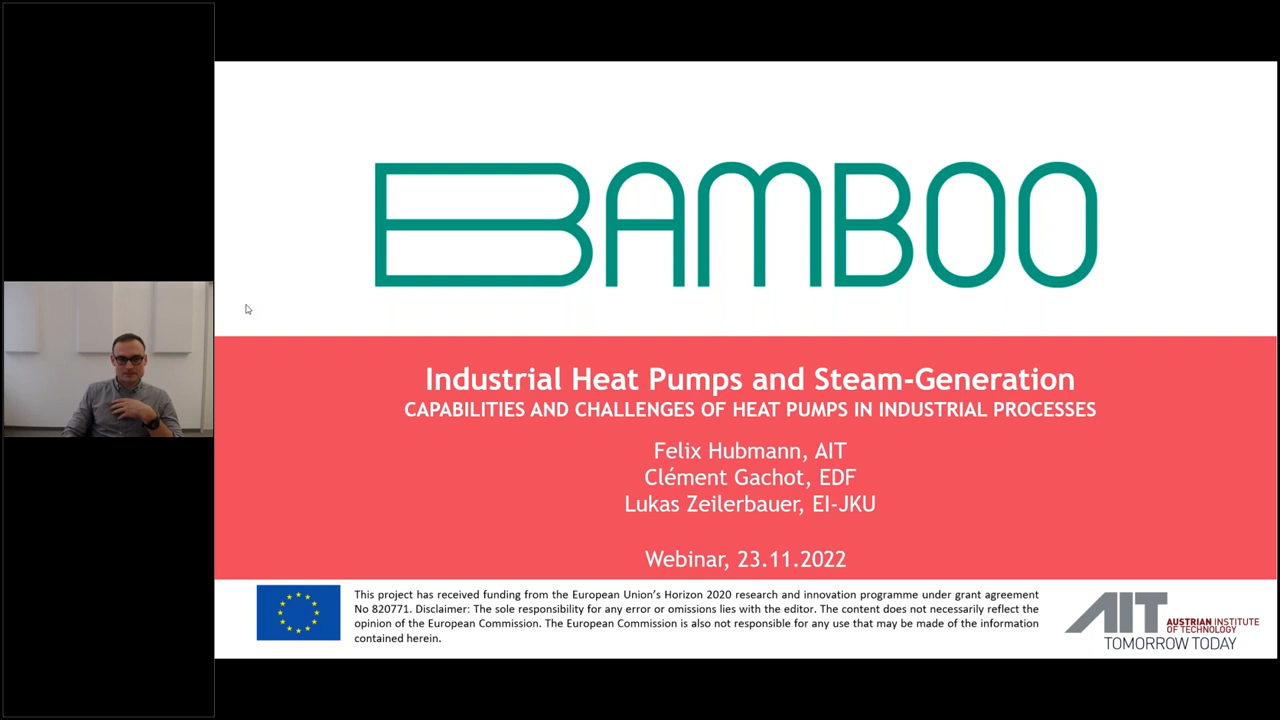 BAMBOO
Industrial Heat Pumps and Steam-Generation
CAPABILITIES AND CHALLENGES OF HEAT PUMPS IN INDUSTRIAL PROCESSES
Felix Hubmann, AIT
Clément Gachot, EDF
Lukas Zeilerbauer, EI-JKU
Webinar, 23.11.2022
This project has received funding from the European Union's Horizon 2020 research and innovation programme under grant agreement
No 820771. Disclaimer: The sole responsibility for any error or omissions lies with the editor. The content does not necessarily reflect the
opinion of the European Commission. The European Commission is also not responsible for any use that may be made of the information
contained herein.
AIT AUSTRIAN INSTITUTE
OF TECHNOLOGY
TOMORROW TODAY